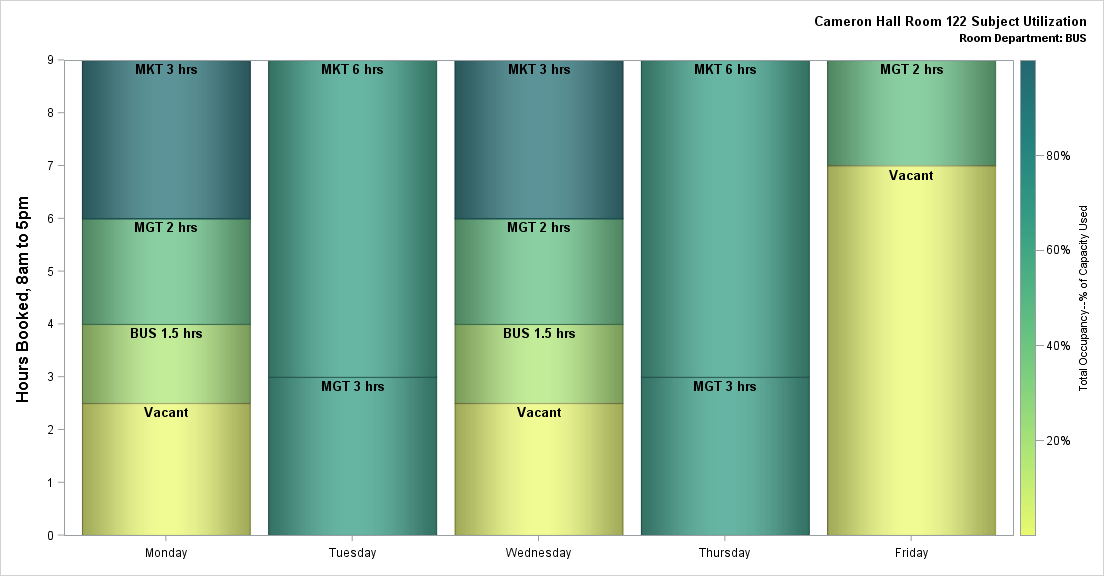 Cameron Hall Room 122 Subject Utilization
Room Department: BUS
Hours Booked, 8am to 5pm
9
8
7
6
5
4
3
2
1
0
MKT 3 hrs
MGT 2 hrs
BUS 1.5 hrs
Vacant
MKT 6 hrs
MGT 3 hrs
MKT 3 hrs
MGT 2 hrs
BUS 1.5 hrs
Vacant
MKT 6 hrs
MGT 3 hrs
MGT 2 hrs
Vacant
Monday
Tuesday
Wednesday
Thursday
Friday
80%
60%
40%
20%
Total Occupancy--% of Capacity Used